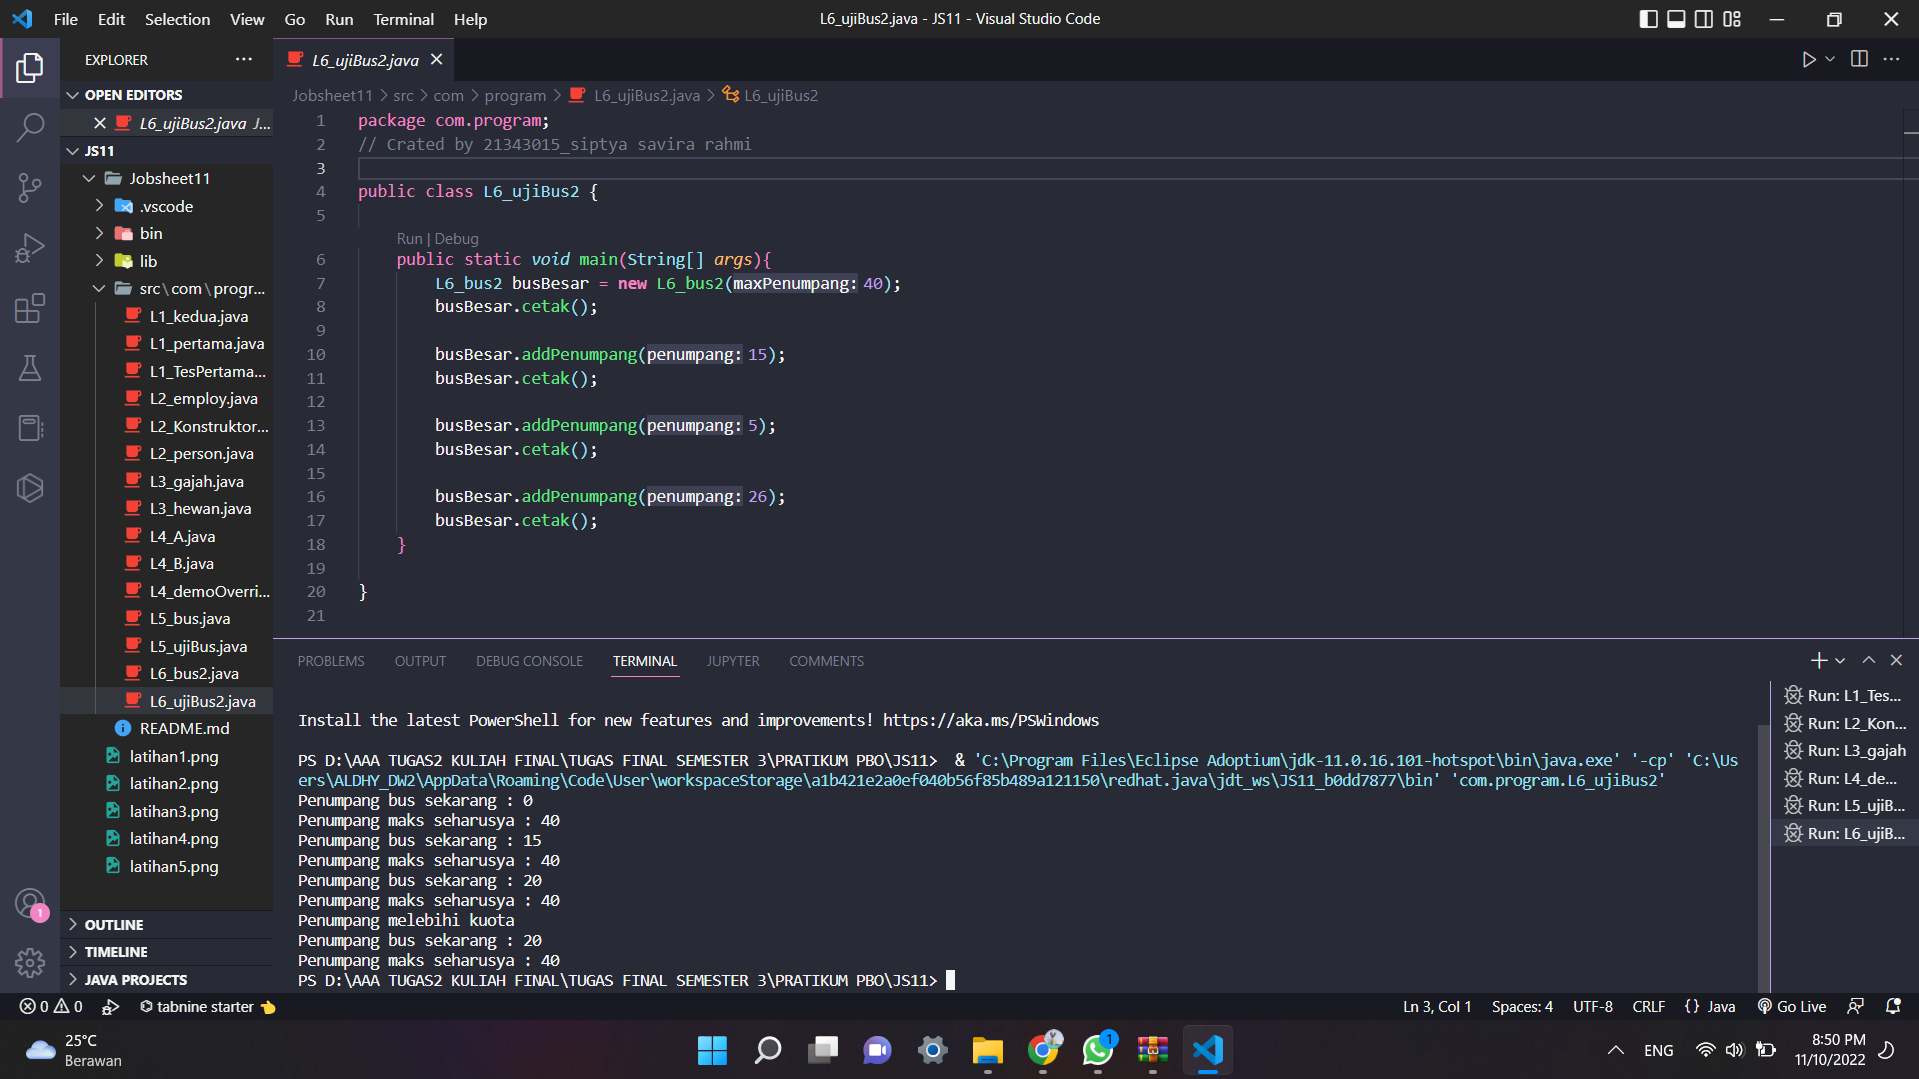 File Edit Selection View Go Run Terminal Help
L6_ujiBus2.java - JS11 - Visual Studio Code
EXPLORER
OPEN EDITORS
L6_ujiBus2.java J...
JS11
Jobsheet11
.vscode
bin
lib
src\com\progr...
L1_kedua.java
L1_pertama.java
L1_TesPertama...
L2_employ.java
L2_Konstruktor...
L2_person.java
L3_gajah.java
L3_hewan.java
L4_A.java
L4_B.java
L4_demoOverri...
L5_bus.java
L5_ujiBus.java
L6_bus2.java
L6_ujiBus2.java
README.md
latihan1.png
latihan2.png
latihan3.png
latihan4.png
latihan5.png
OUTLINE
TIMELINE
JAVA PROJECTS
L6_ujiBus2.java
Jobsheet11 > src > com > program > L6_ujiBus2.java > L6_ujiBus2
1 package com.program;
2 // Crated by 21343015_siptya savira rahmi
3
4 public class L6_ujiBus2 {
5
Run | Debug
6 public static void main(String[] args){
7 L6_bus2 busBesar = new L6_bus2(maxPenumpang: 40);
8 busBesar.cetak();
9
10 busBesar.addPenumpang(penumpang: 15);
11 busBesar.cetak();
12
13 busBesar.addPenumpang(penumpang: 5);
14 busBesar.cetak();
15
16 busBesar.addPenumpang(penumpang: 26);
17 busBesar.cetak();
18 }
19
20 }
21
PROBLEMS OUTPUT DEBUG CONSOLE TERMINAL JUPYTER COMMENTS
Install the latest PowerShell for new features and improvements! https://aka.ms/PSWindows
PS D:\AAA TUGAS2 KULIAH FINAL\TUGAS FINAL SEMESTER 3\PRATIKUM PBO\JS11> & 'C:\Program Files\Eclipse Adoptium\jdk-11.0.16.101-hotspot\bin\java.exe' '-cp' 'C:\Us
ers\ALDHY_DW2\AppData\Roaming\Code\User\workspaceStorage\a1b421e2a0ef040b56f85b489a121150\redhat.java\jdt_ws\JS11_b0dd7877\bin' 'com.program.L6_ujiBus2'
Penumpang bus sekarang : 0
Penumpang maks seharusya : 40
Penumpang bus sekarang : 15
Penumpang maks seharusya : 40
Penumpang bus sekarang : 20
Penumpang maks seharusya : 40
Penumpang melebihi kuota
Penumpang bus sekarang : 20
Penumpang maks seharusya : 40
PS D:\AAA TUGAS2 KULIAH FINAL\TUGAS FINAL SEMESTER 3\PRATIKUM PBO\JS11>
Run: L1_Tes...
Run: L2_Kon...
Run: L3_gajah
Run: L4_de...
Run: L5_ujiB...
Run: L6_ujiB...
1
0 0 tabnine starter
Ln 3, Col 1 Spaces: 4 UTF-8 CRLF {} Java Go Live
25°C
Berawan
1
ENG
8:50 PM
11/10/2022